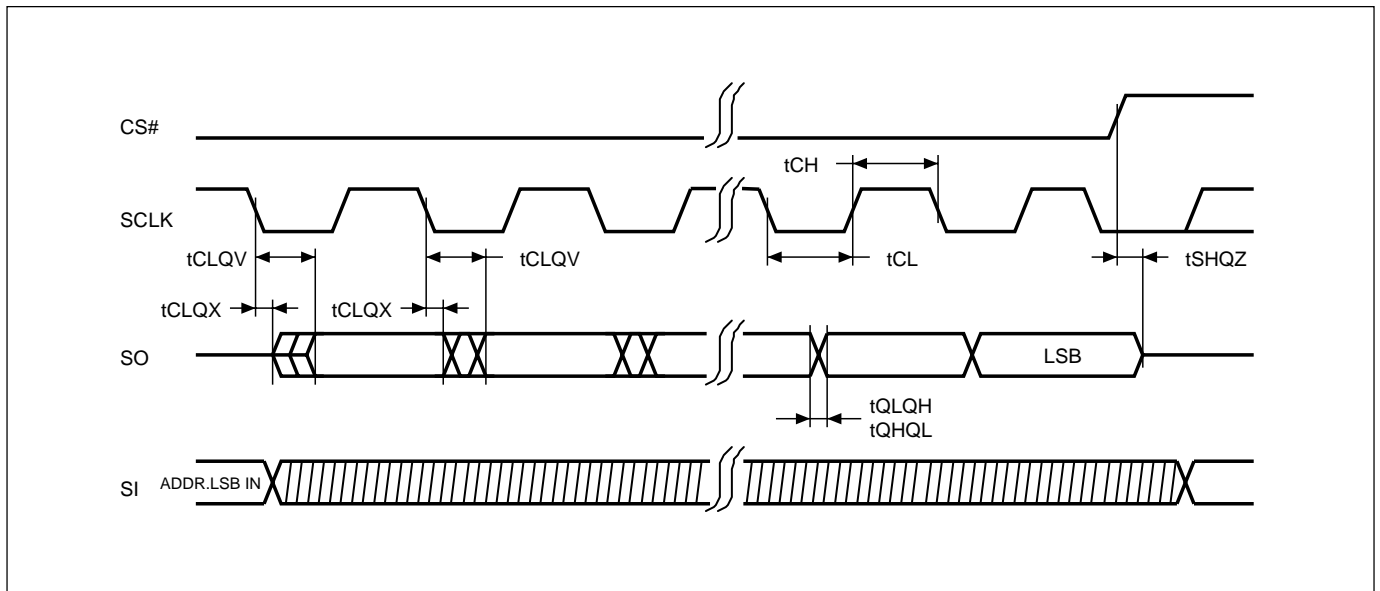 CS#
tCH
SCLK
tCLQV
tCLQV
tCL
tSHQZ
tCLQX
tCLQX
SO
LSB
tQLQH
tQHQL
SI
ADDR.LSB IN